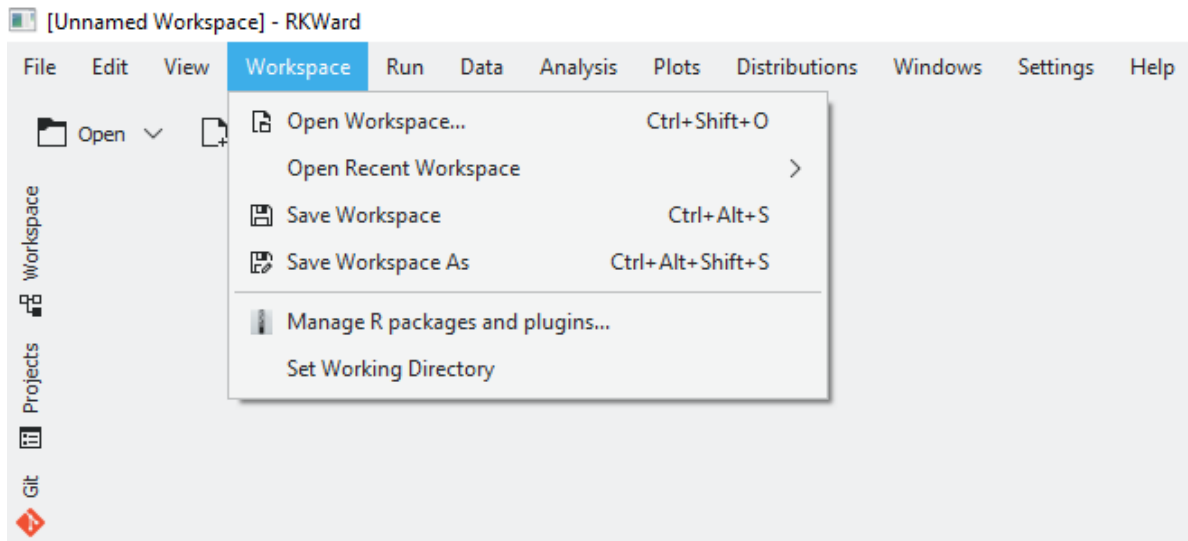 [Unnamed Workspace] - RKWard
File Edit View Workspace Run Data Analysis Plots Distributions Windows Settings Help
Open
Open Workspace... Ctrl+Shift+O
Open Recent Workspace
Save Workspace Ctrl+Alt+S
Save Workspace As Ctrl+Alt+Shift+S
Manage R packages and plugins...
Set Working Directory
Workspace
Projects
Git